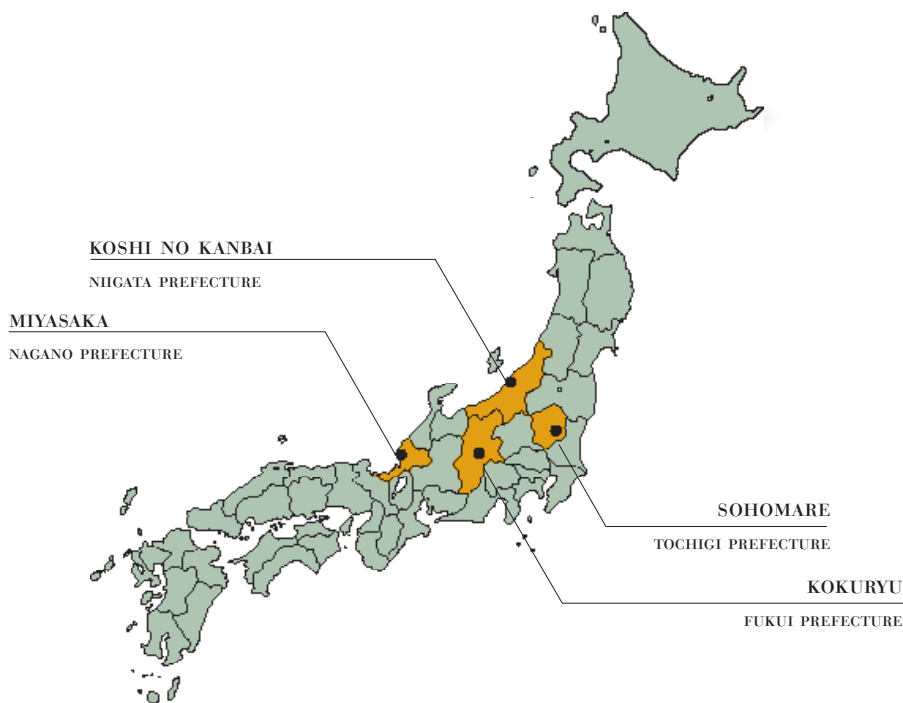 KOSHI NO KANBAI
NIIGATA PREFECTURE
MIYASAKA
NAGANO PREFECTURE
SOHOMARE
TOCHIGI PREFECTURE
KOKURYU
FUKUI PREFECTURE